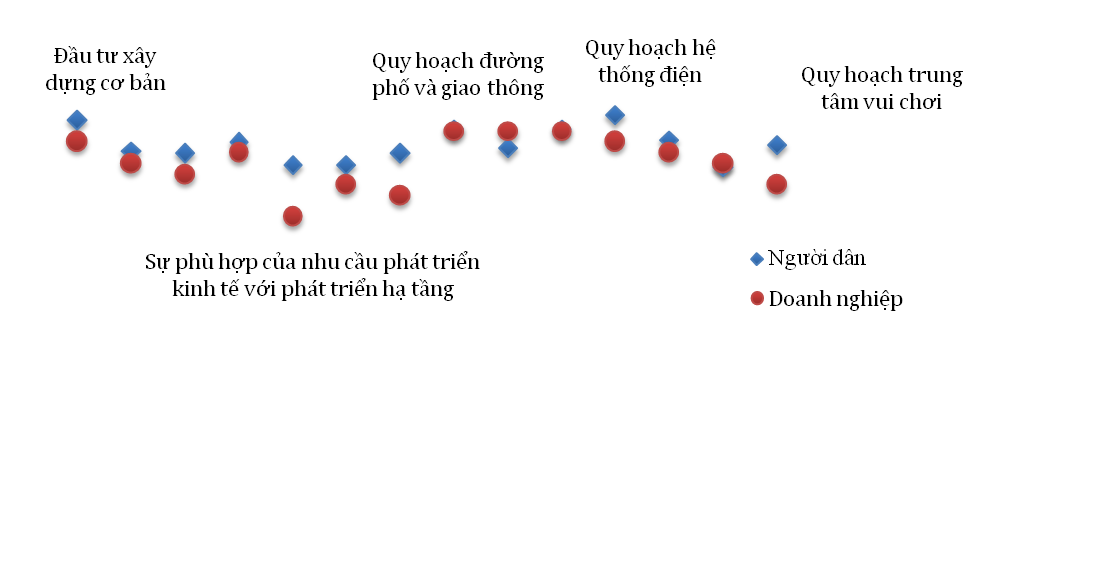 Đầu tư xây
dựng cơ bản
Quy hoạch đường
phố và giao thông
Quy hoạch hệ
thống điện
Quy hoạch trung
tâm vui chơi
Sự phù hợp của nhu cầu phát triển
kinh tế với phát triển hạ tầng
Người dân
Doanh nghiệp